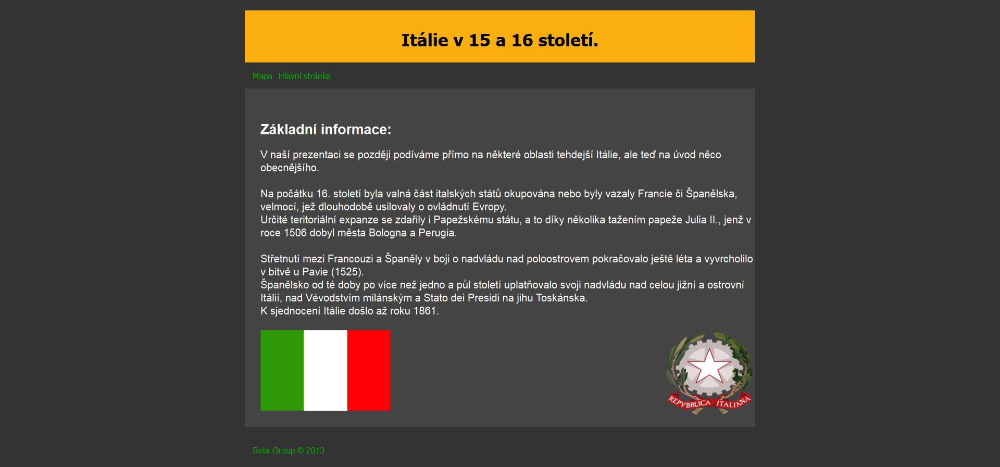 Itálie v 15 a 16 století.
Mapa Hlavní stránka
Základní informace:
V naší prezentaci se později podíváme přímo na některé oblasti tehdejší Itálie, ale teď na úvod něco
obecnějšího.
Na počátku 16. století byla valná část italských států okupována nebo byly vazaly Francie či Španělska,
velmocí, jež dlouhodobě usilovaly o ovládnutí Evropy.
Určité teritoriální expanze se zdařily i Papežskému státu, a to díky několika tažením papeže Julia II., jenž v
roce 1506 dobyl města Bologna a Perugia.
Střetnutí mezi Francouzi a Španěly v boji o nadvládu nad poloostrovem pokračovalo ještě léta a vyvrcholilo
v bitvě u Pavie (1525).
Španělsko od té doby po více než jedno a půl století uplatňovalo svoji nadvládu nad celou jižní a ostrovní
Itálií, nad Vévodstvím milánským a Stato dei Presidi na jihu Toskánska.
K sjednocení Itálie došlo až roku 1861.
REPVBBLICA ITALIANA
Beta Group © 2013